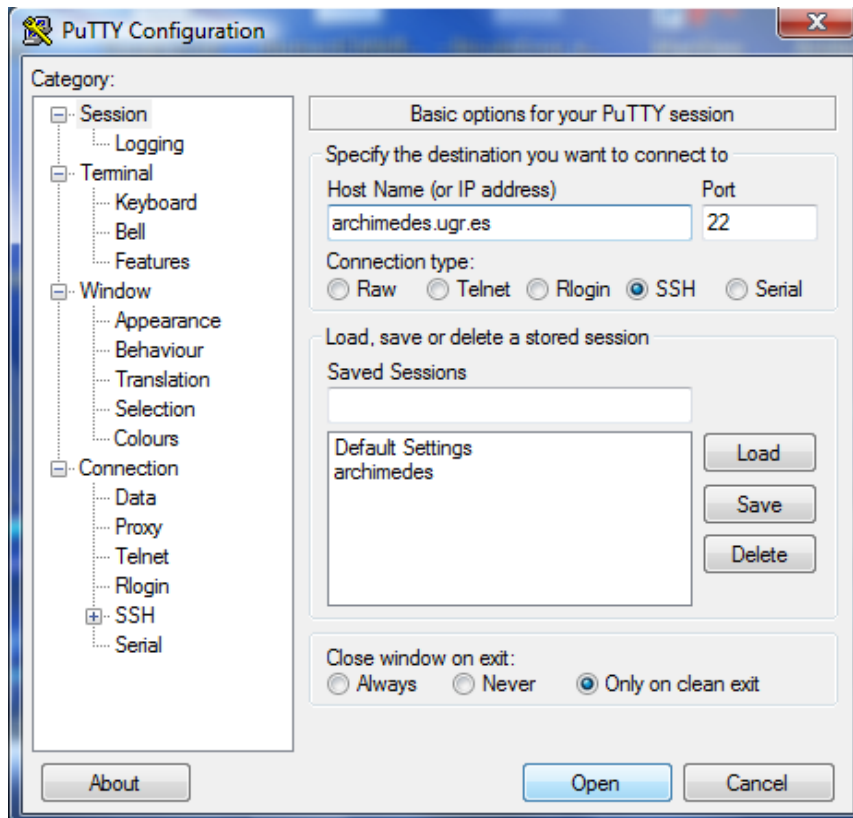 PuTTY Configuration
Category:
Session
Logging
Terminal
Keyboard
Bell
Features
Window
Appearance
Behaviour
Translation
Selection
Colours
Connection
Data
Proxy
Telnet
Rlogin
SSH
Serial
Basic options for your PuTTY session
Specify the destination you want to connect to
Host Name (or IP address) Port
archimedes.ugr.es 22
Connection type:
Raw Telnet Rlogin SSH Serial
Load, save or delete a stored session
Saved Sessions
Default Settings
archimedes
Load
Save
Delete
Close window on exit:
Always Never Only on clean exit
About Open Cancel